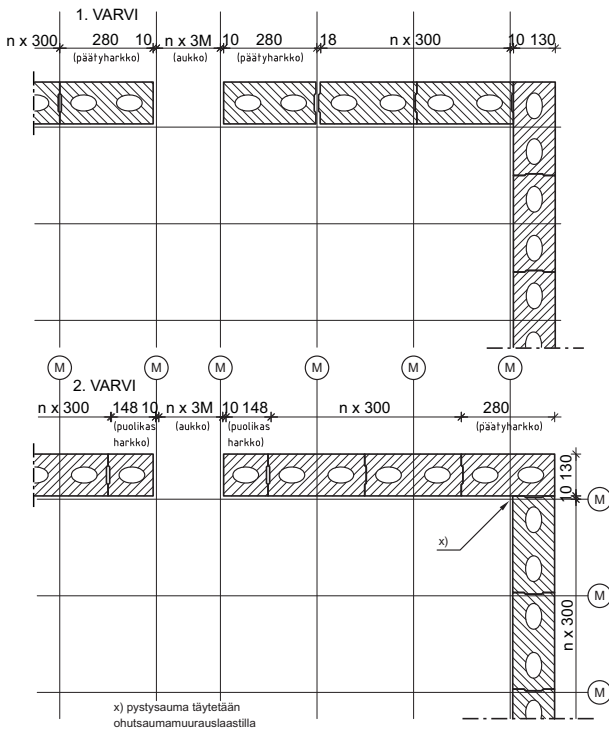 1. VARVI
n x 300 280 10 n x 3M 10 280 18 n x 300 10 130
(päätyharkko) (aukko) (päätyharkko)
M M M M M M
2. VARVI
n x 300 148 10 n x 3M 10 148 n x 300 280
(puolikas (aukko) (puolikas (päätyharkko)
harkko) harkko)
10 130
M
x)
M
n x 300
M
x) pystysauma täytetään
ohutsaumamuurauslaastilla